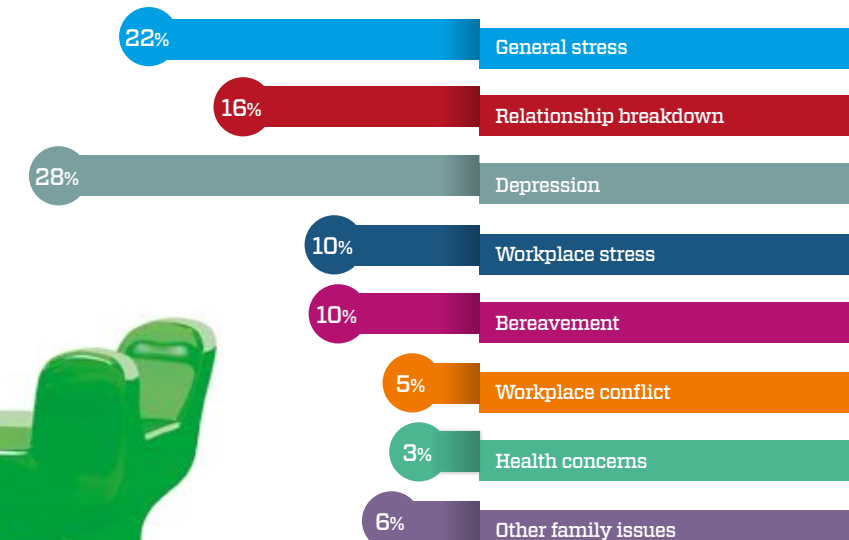 22% General stress
16% Relationship breakdown
28% Depression
10% Workplace stress
10% Bereavement
5% Workplace conflict
3% Health concerns
6% Other family issues